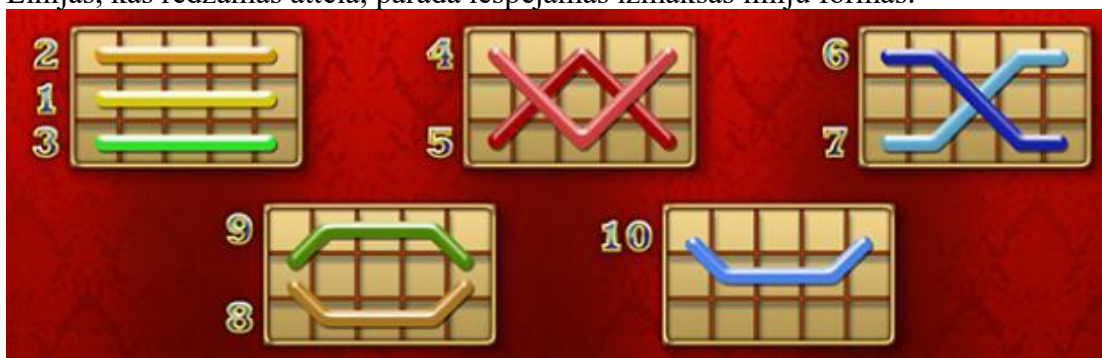 Līnijas, kas redzamas attēlā, parāda iespējamās izmaksas līniju formas:
2 4 6
1
3 5 7
9 10
8